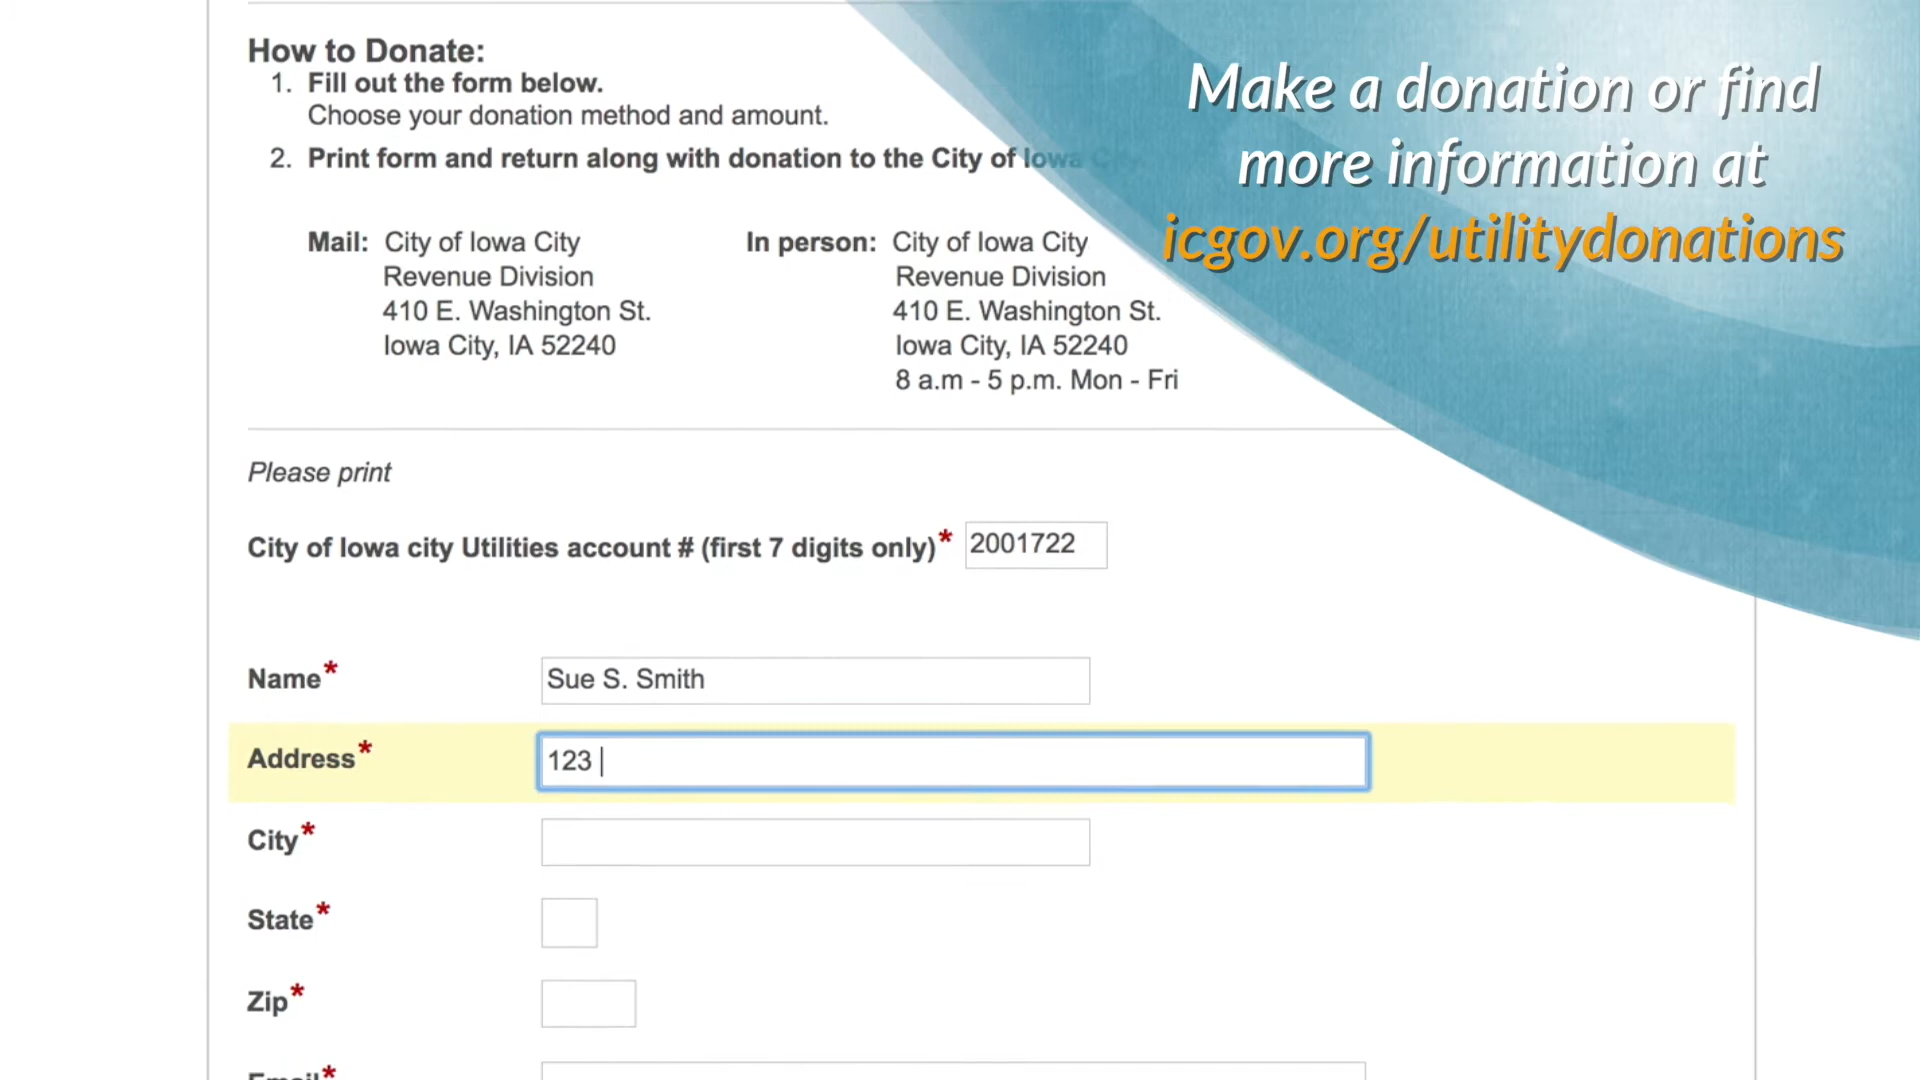 How to Donate:
1. Fill out the form below.
Choose your donation method and amount.
2. Print form and return along with donation to the City of Iowa City
Make a donation or find
more information at
icgov.org/utilitydonations
Mail: City of Iowa City
Revenue Division
410 E. Washington St.
Iowa City, IA 52240
In person: City of Iowa City
Revenue Division
410 E. Washington St.
Iowa City, IA 52240
8 a.m - 5 p.m. Mon - Fri
Please print
City of Iowa city Utilities account # (first 7 digits only)* 2001722
Name* Sue S. Smith
Address* 123
City*
State*
Zip*
Email*